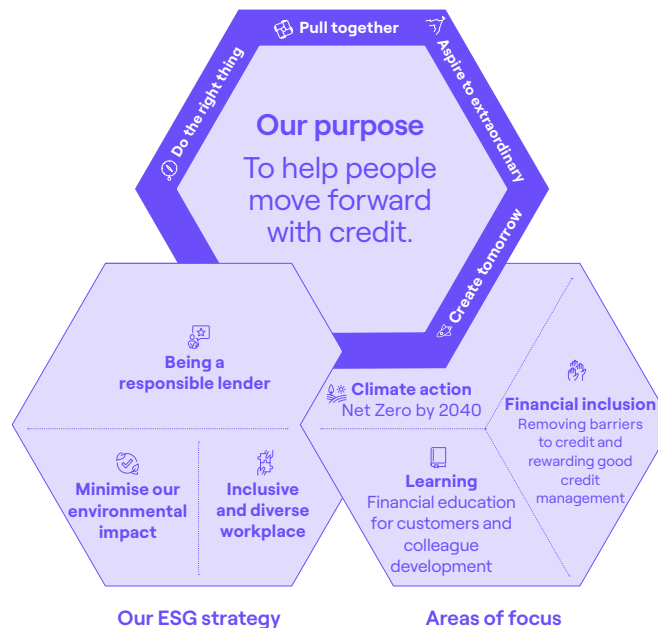 Do the right thing
Pull together
Aspire to extraordinary
Create tomorrow
Our purpose
To help people
move forward
with credit.
Being a
responsible lender
Minimise our
environmental
impact
Inclusive
and diverse
workplace
Our ESG strategy
Climate action
Net Zero by 2040
Learning
Financial education
for customers and
colleague
development
Financial inclusion
Removing barriers
to credit and
rewarding good
credit
management
Areas of focus